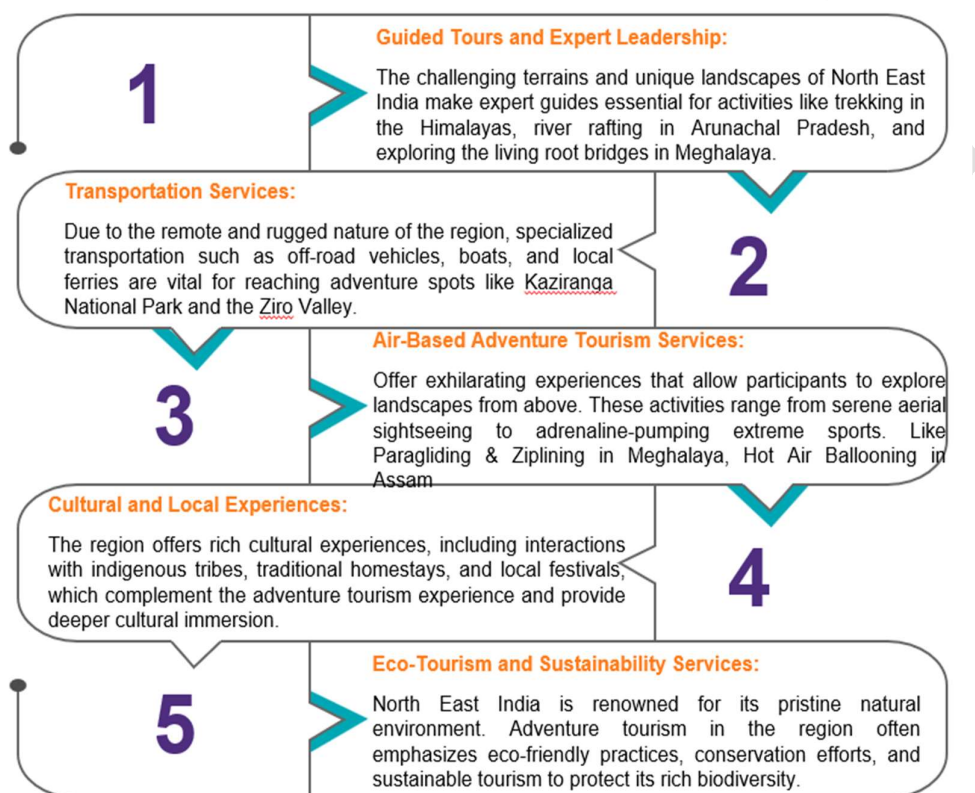 1
Guided Tours and Expert Leadership:
The challenging terrains and unique landscapes of North East
India make expert guides essential for activities like trekking in
the Himalayas, river rafting in Arunachal Pradesh, and
exploring the living root bridges in Meghalaya.
Transportation Services:
Due to the remote and rugged nature of the region, specialized
transportation such as off-road vehicles, boats, and local
ferries are vital for reaching adventure spots like Kaziranga
National Park and the Ziro Valley.
2
Air-Based Adventure Tourism Services:
3
Offer exhilarating experiences that allow participants to explore
landscapes from above. These activities range from serene aerial
sightseeing to adrenaline-pumping extreme sports. Like
Paragliding & Ziplining in Meghalaya, Hot Air Ballooning in
Assam
Cultural and Local Experiences:
The region offers rich cultural experiences, including interactions
with indigenous tribes, traditional homestays, and local festivals,
which complement the adventure tourism experience and provide
deeper cultural immersion.
4
5
Eco-Tourism and Sustainability Services:
North East India is renowned for its pristine natural
environment. Adventure tourism in the region often
emphasizes eco-friendly practices, conservation efforts, and
sustainable tourism to protect its rich biodiversity.